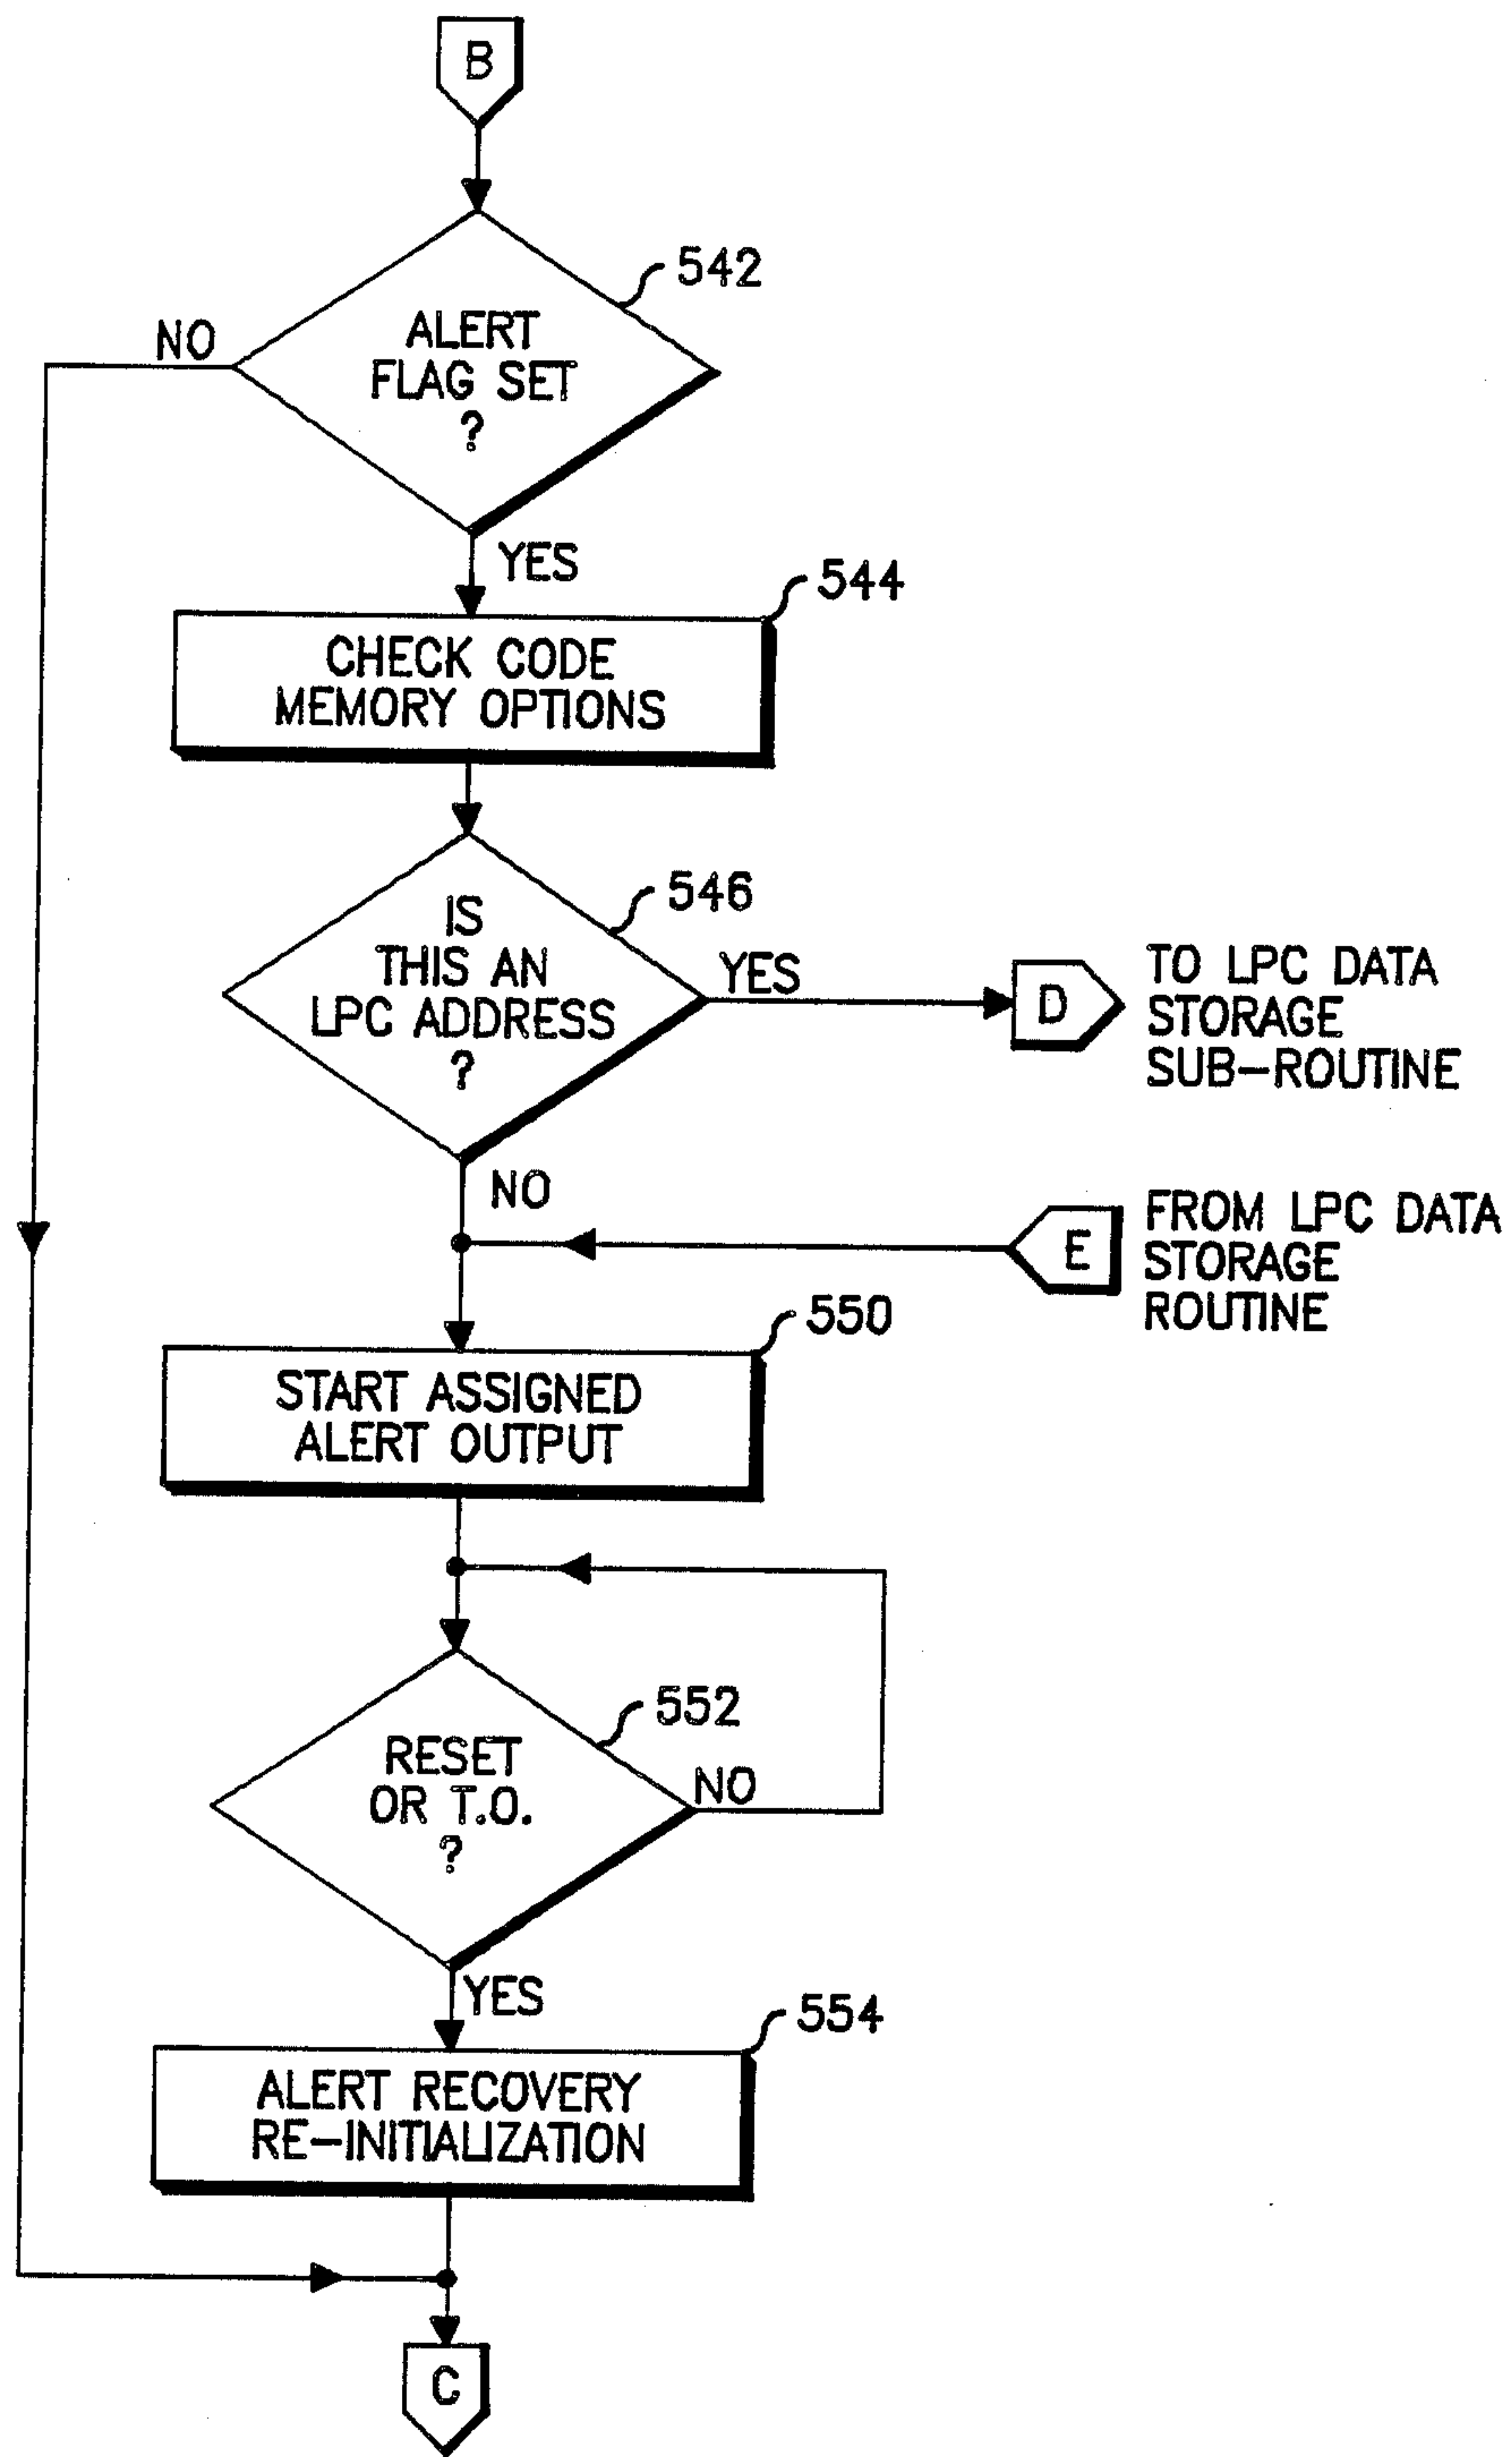 B
542
ALERT
FLAG SET
?
NO
YES
544
CHECK CODE
MEMORY OPTIONS
546
IS
THIS AN
LPC ADDRESS
?
YES
D
TO LPC DATA
STORAGE
SUB-ROUTINE
NO
E
FROM LPC DATA
STORAGE
ROUTINE
550
START ASSIGNED
ALERT OUTPUT
552
RESET
OR T.O.
?
NO
YES
554
ALERT RECOVERY
RE-INITIALIZATION
C